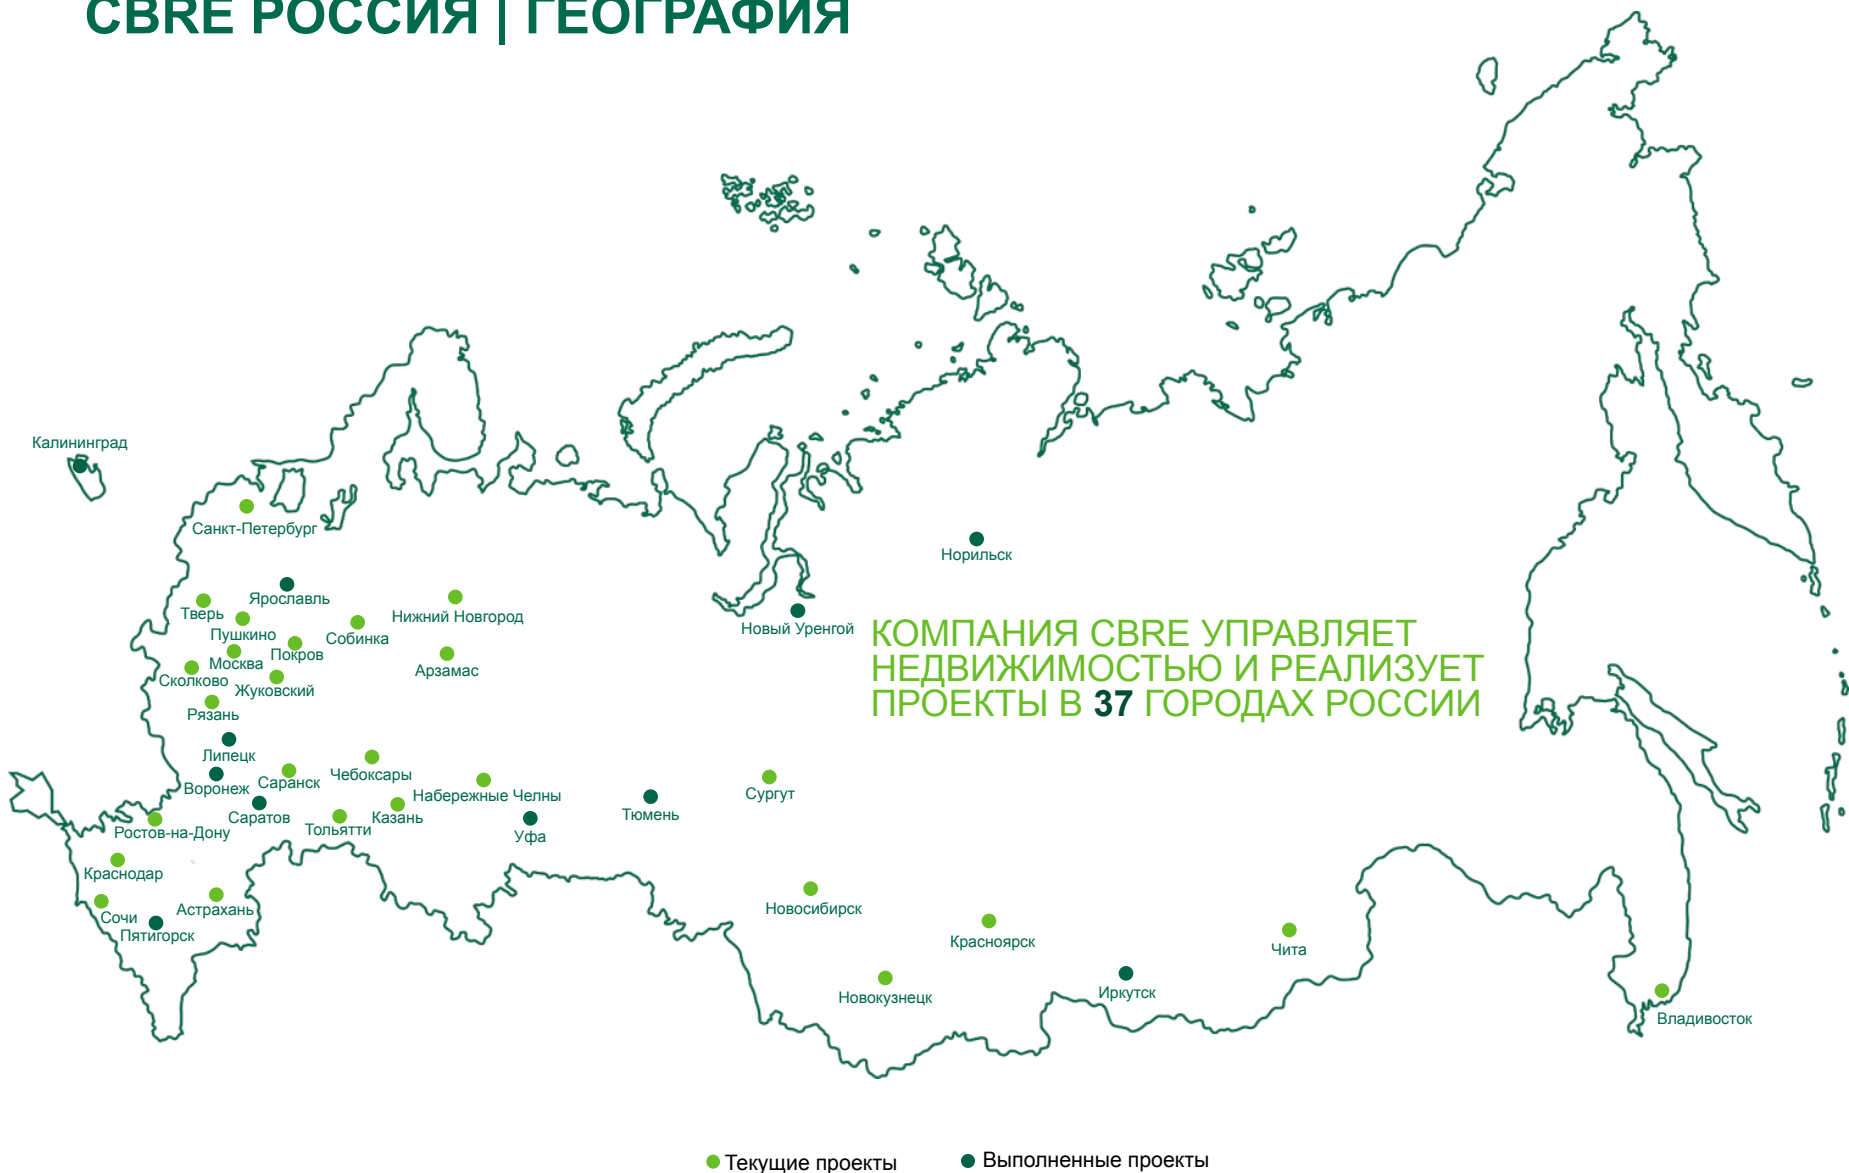 CBRE РОССИЯ | ГЕОГРАФИЯ
Калининград
Санкт-Петербург
Норильск
Ярославль
Тверь
Нижний Новгород
Новый Уренгой
Пушкино
Собинка
Покров
Москва
Арзамас
Сколково
Жуковский
Рязань
КОМПАНИЯ CBRE УПРАВЛЯЕТ
НЕДВИЖИМОСТЬЮ И РЕАЛИЗУЕТ
ПРОЕКТЫ В 37 ГОРОДАХ РОССИИ
Липецк
Чебоксары
Саранск
Воронеж
Набережные Челны
Сургут
Саратов
Казань
Тюмень
Ростов-на-Дону
Тольятти
Уфа
Краснодар
Астрахань
Новосибирск
Сочи
Пятигорск
Красноярск
Чита
Новокузнецк
Иркутск
Владивосток
Текущие проекты
Выполненные проекты